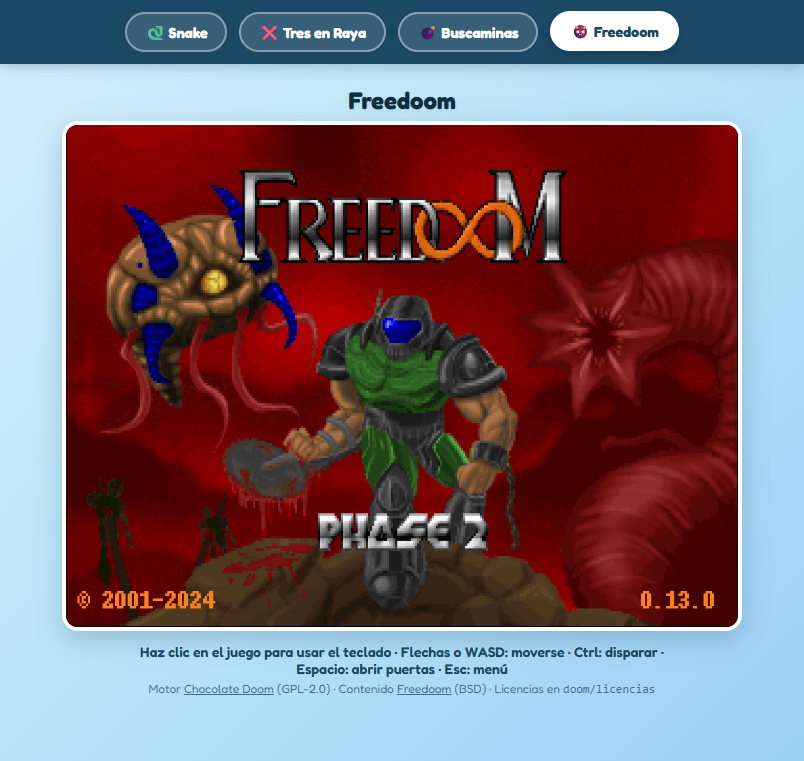 Snake
Tres en Raya
Buscaminas
Freedoom
Freedoom
FREEDOOM
PHASE 2
© 2001-2024
0.13.0
Haz clic en el juego para usar el teclado · Flechas o WASD: moverse · Ctrl: disparar ·
Espacio: abrir puertas · Esc: menú
Motor Chocolate Doom (GPL-2.0) · Contenido Freedoom (BSD) · Licencias en doom/licencias